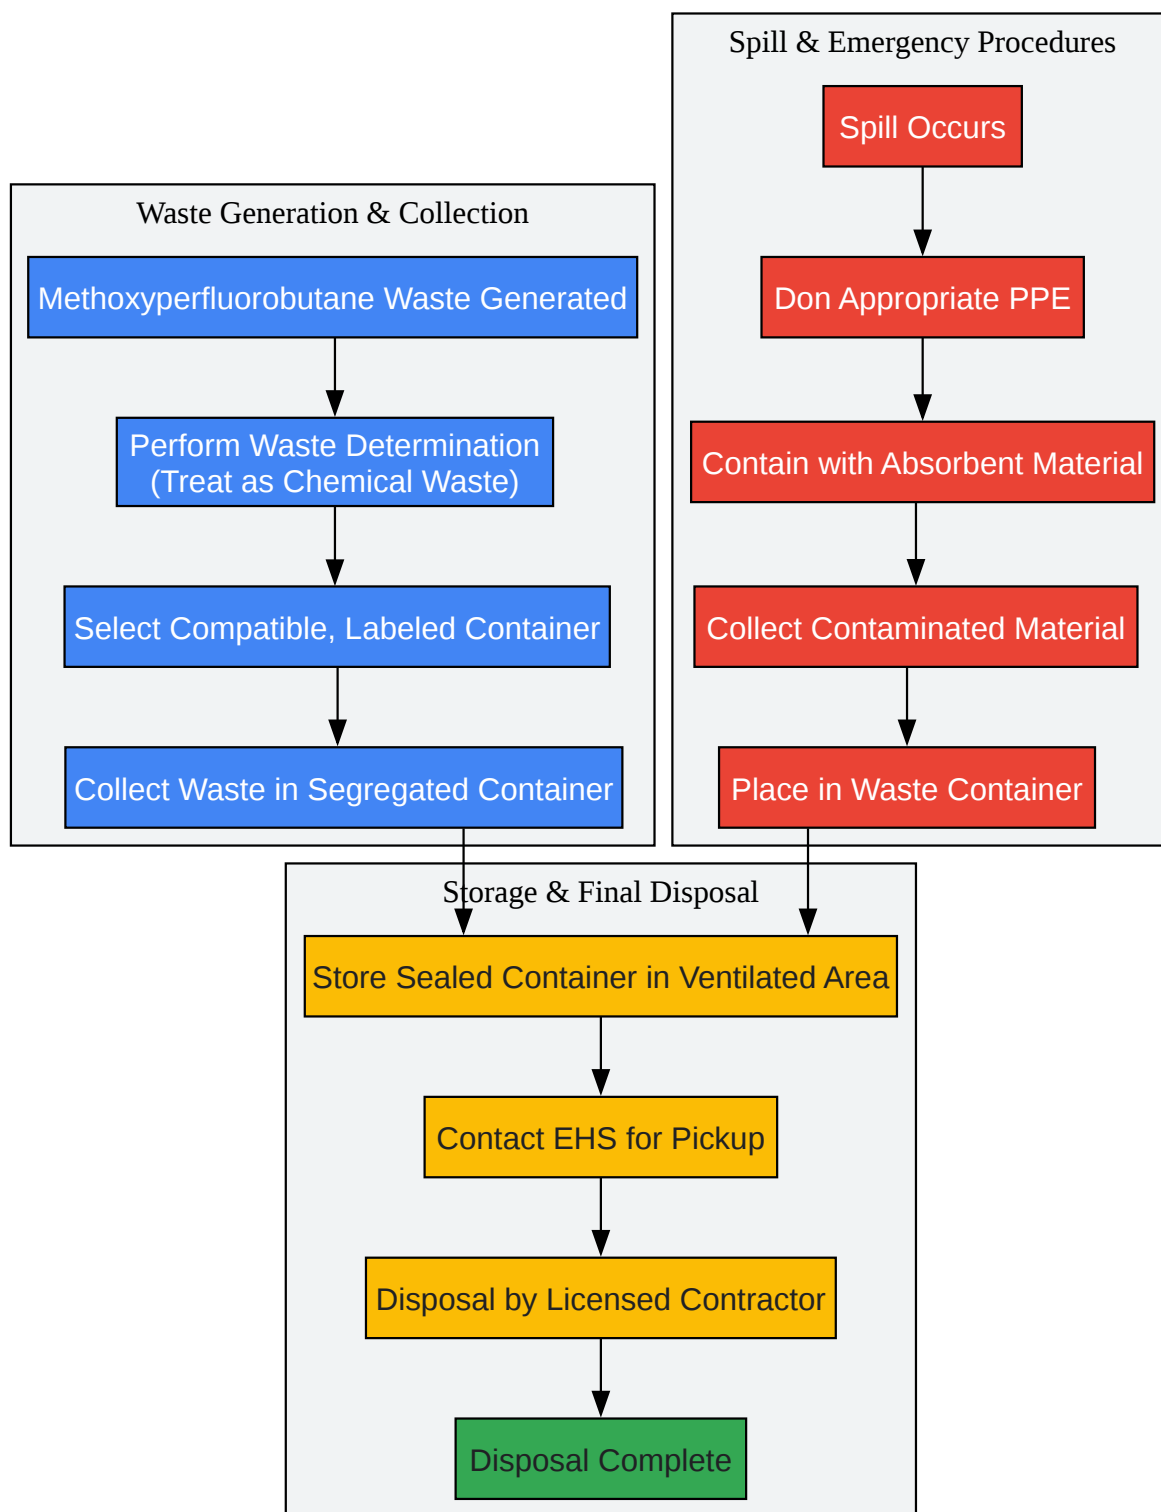 Waste Generation & Collection
Methoxyperfluorobutane Waste Generated
Perform Waste Determination
(Treat as Chemical Waste)
Select Compatible, Labeled Container
Collect Waste in Segregated Container
Spill & Emergency Procedures
Spill Occurs
Don Appropriate PPE
Contain with Absorbent Material
Collect Contaminated Material
Place in Waste Container
Storage & Final Disposal
Store Sealed Container in Ventilated Area
Contact EHS for Pickup
Disposal by Licensed Contractor
Disposal Complete